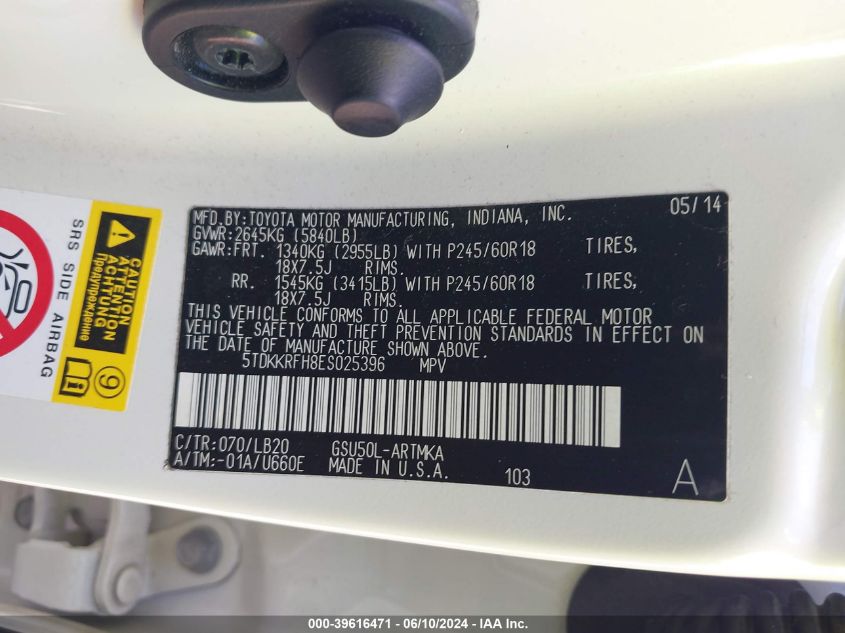 MFD.BY:TOYOTA MOTOR MANUFACTURING, INDIANA, INC. 05/14
GVWR:2645KG (5840LB)
GAWR:FRT. 1340KG (2955LB) WITH P245/60R18 TIRES,
18X7.5J RIMS.
RR. 1545KG (3415LB) WITH P245/60R18 TIRES,
18X7.5J RIMS.
THIS VEHICLE CONFORMS TO ALL APPLICABLE FEDERAL MOTOR
VEHICLE SAFETY AND THEFT PREVENTION STANDARDS IN EFFECT ON
THE DATE OF MANUFACTURE SHOWN ABOVE.
5TDKKRFH8ES025396 MPV
C/TR:070/LB20 GSU50L-ARTMKA
A/TM:-01A/U660E MADE IN U.S.A. 103 A
SRS SIDE AIRBAG
CAUTION
ATTENTION
ACHTUNG
Предупреждение
9
000-39616471 - 06/10/2024 - IAA Inc.